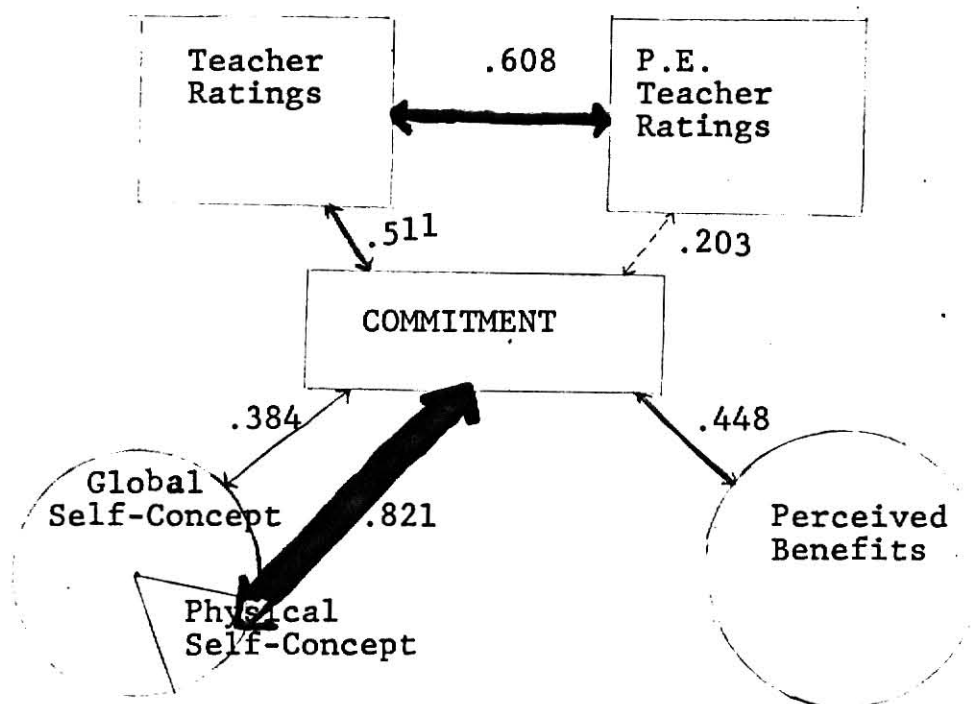 Teacher
Ratings
.608
P.E.
Teacher
Ratings
.511
.203
COMMITMENT
.384
.448
Global
Self-Concept
.821
Perceived
Benefits
Physical
Self-Concept